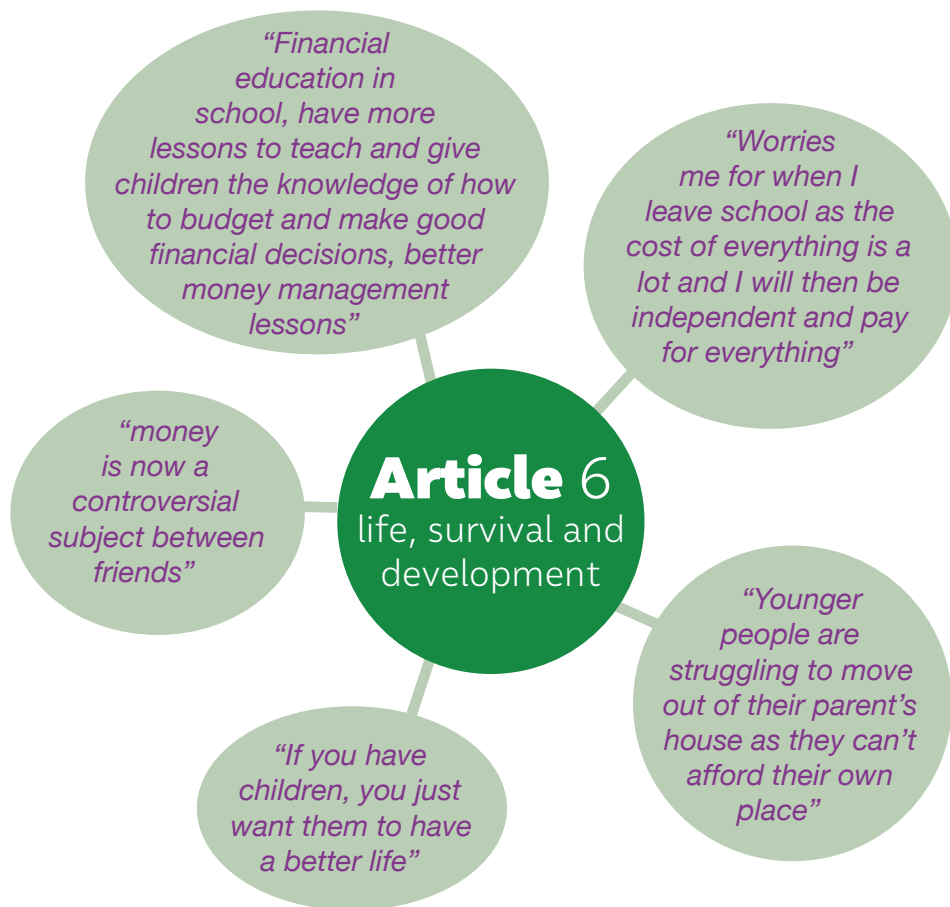 “Financial
education in
school, have more
lessons to teach and give
children the knowledge of how
to budget and make good
financial decisions, better
money management
lessons”
“Worries
me for when I
leave school as the
cost of everything is a
lot and I will then be
independent and pay
for everything”
“money
is now a
controversial
subject between
friends”
Article 6
life, survival and
development
“Younger
people are
struggling to move
out of their parent’s
house as they can’t
afford their own
place”
“If you have
children, you just
want them to have
a better life”